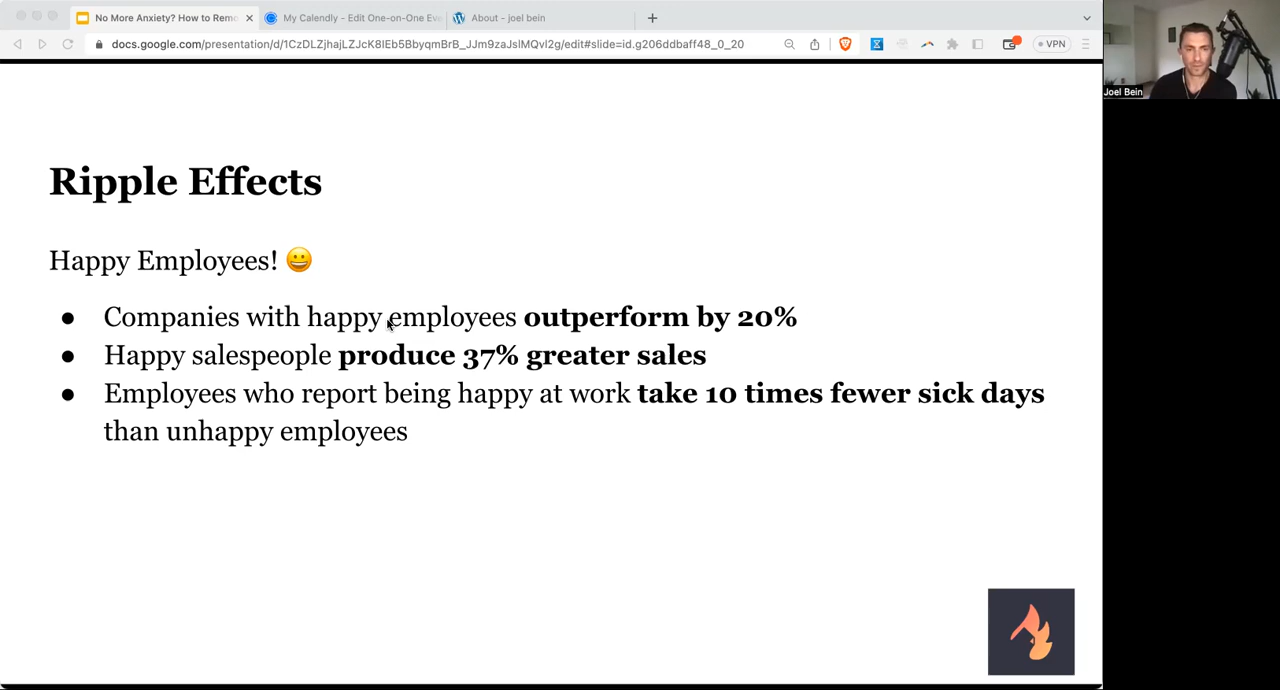 No More Anxiety? How to Remo
My Calendly - Edit One-on-One Eve
About - joel bein
docs.google.com/presentation/d/1CzDLZjhajLZJcK8IEb5BbyqmBrB_JJm9zaJslMQvl2g/edit#slide=id.g206ddbaff48_0_20
VPN
Joel Bein
Ripple Effects
Happy Employees! 😀
● Companies with happy employees outperform by 20%
● Happy salespeople produce 37% greater sales
● Employees who report being happy at work take 10 times fewer sick days
than unhappy employees